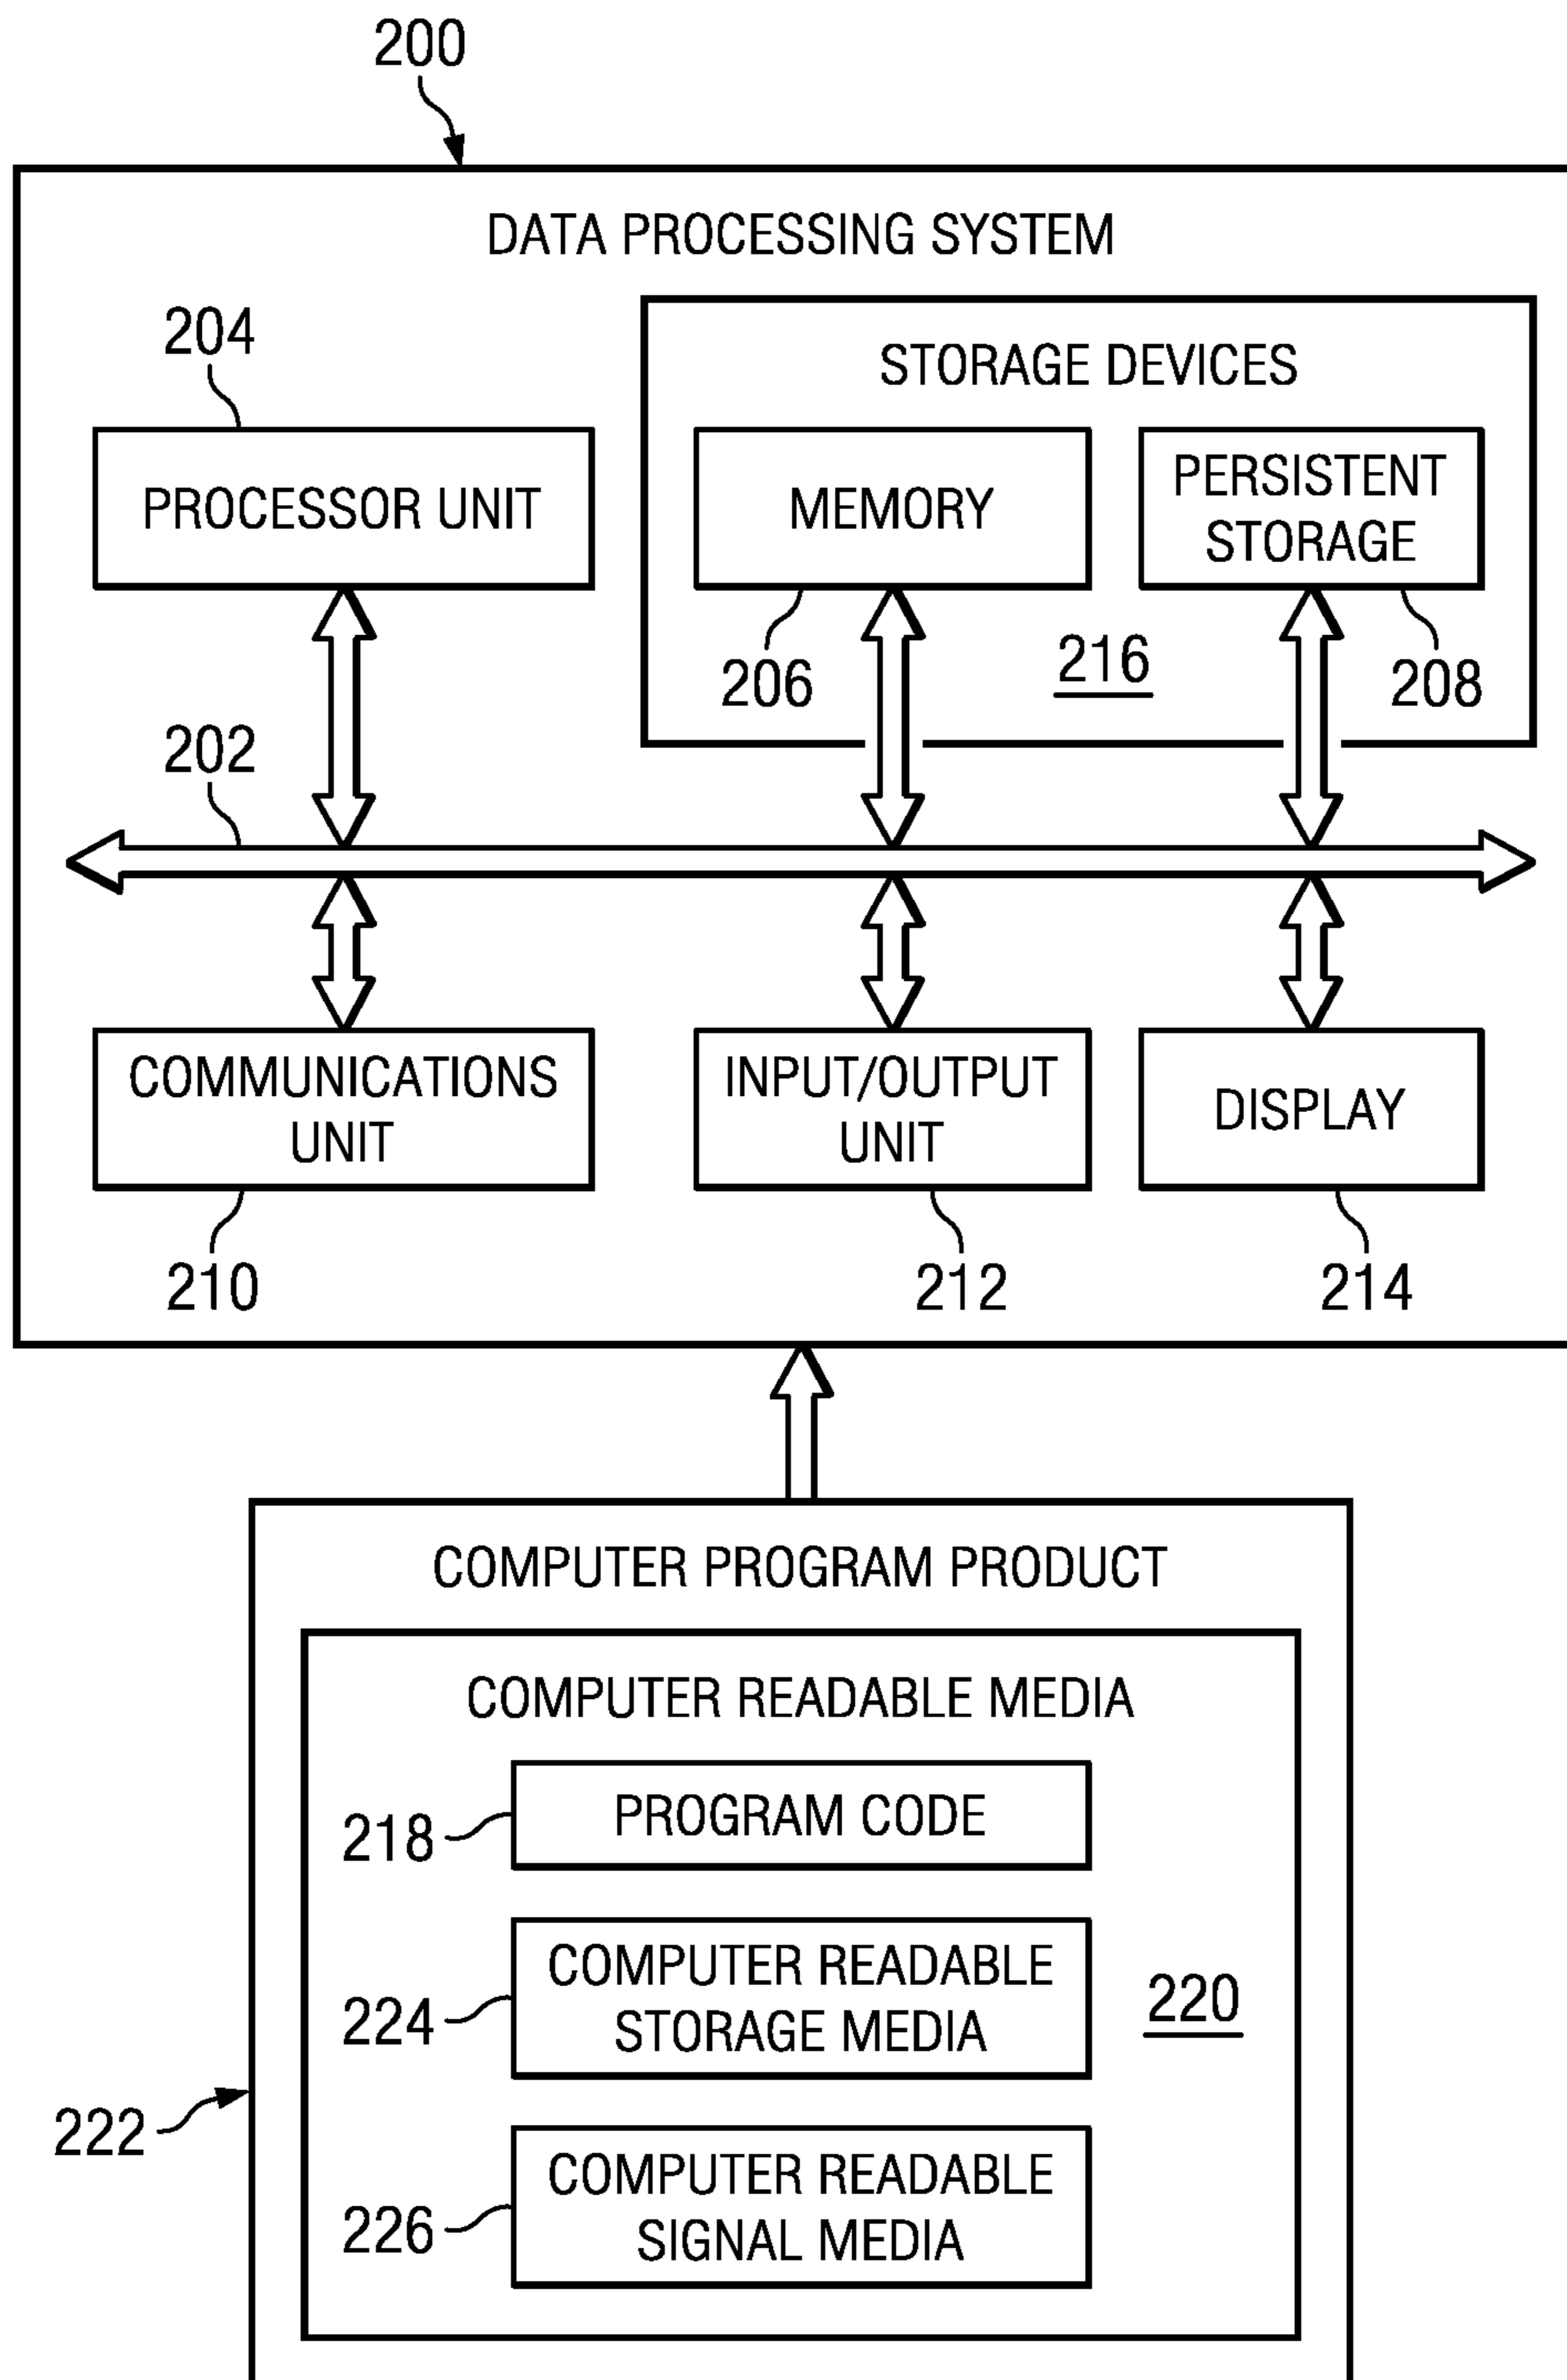 200
DATA PROCESSING SYSTEM
204
STORAGE DEVICES
PROCESSOR UNIT
MEMORY
PERSISTENT
STORAGE
206
216
208
202
COMMUNICATIONS
UNIT
INPUT/OUTPUT
UNIT
DISPLAY
210
212
214
COMPUTER PROGRAM PRODUCT
COMPUTER READABLE MEDIA
218
PROGRAM CODE
224
COMPUTER READABLE
STORAGE MEDIA
220
222
226
COMPUTER READABLE
SIGNAL MEDIA